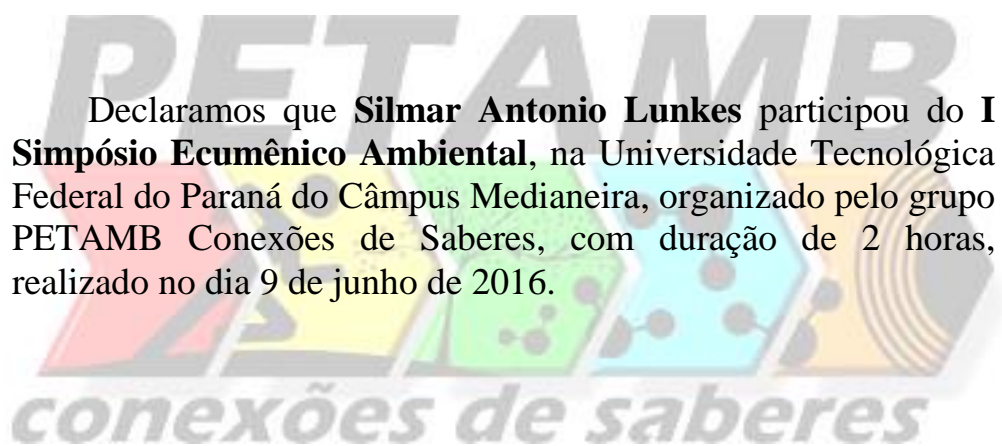 PETAMB
Declaramos que Silmar Antonio Lunkes participou do I
Simpósio Ecumênico Ambiental, na Universidade Tecnológica
Federal do Paraná do Câmpus Medianeira, organizado pelo grupo
PETAMB Conexões de Saberes, com duração de 2 horas,
realizado no dia 9 de junho de 2016.
conexões de saberes